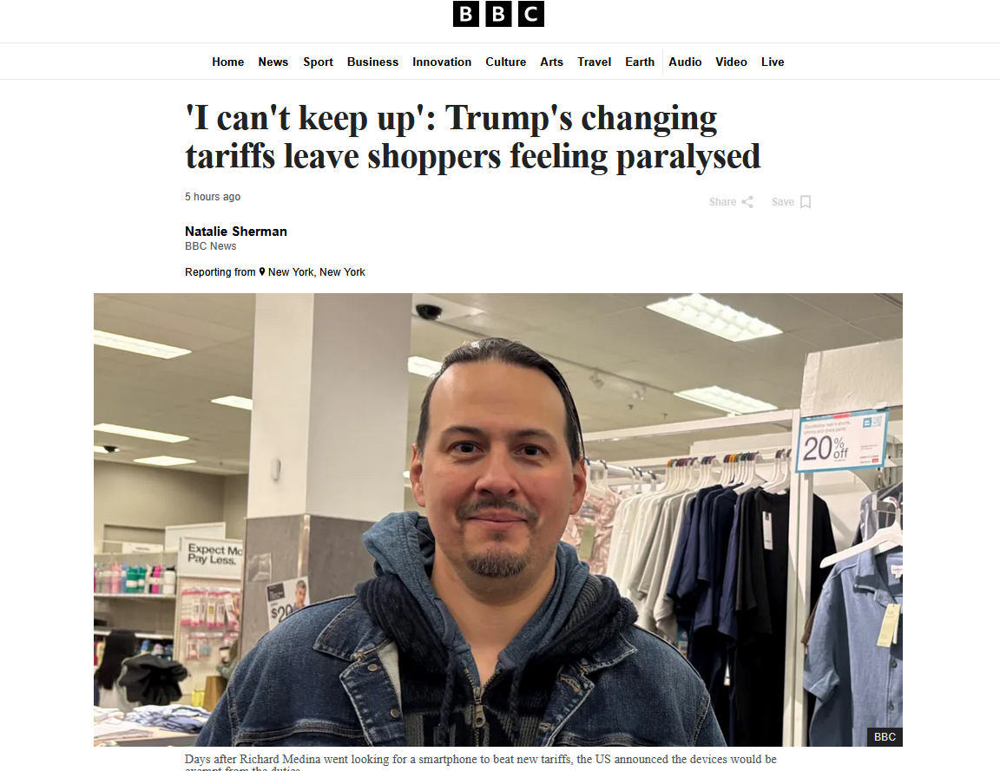 BBC
Home News Sport Business Innovation Culture Arts Travel Earth Audio Video Live
'I can't keep up': Trump's changing
tariffs leave shoppers feeling paralysed
5 hours ago
Share Save
Natalie Sherman
BBC News
Reporting from New York, New York
20% off
Expect Mo
Pay Less.
$20
BBC
Days after Richard Medina went looking for a smartphone to beat new tariffs, the US announced the devices would be
exempt from the duties